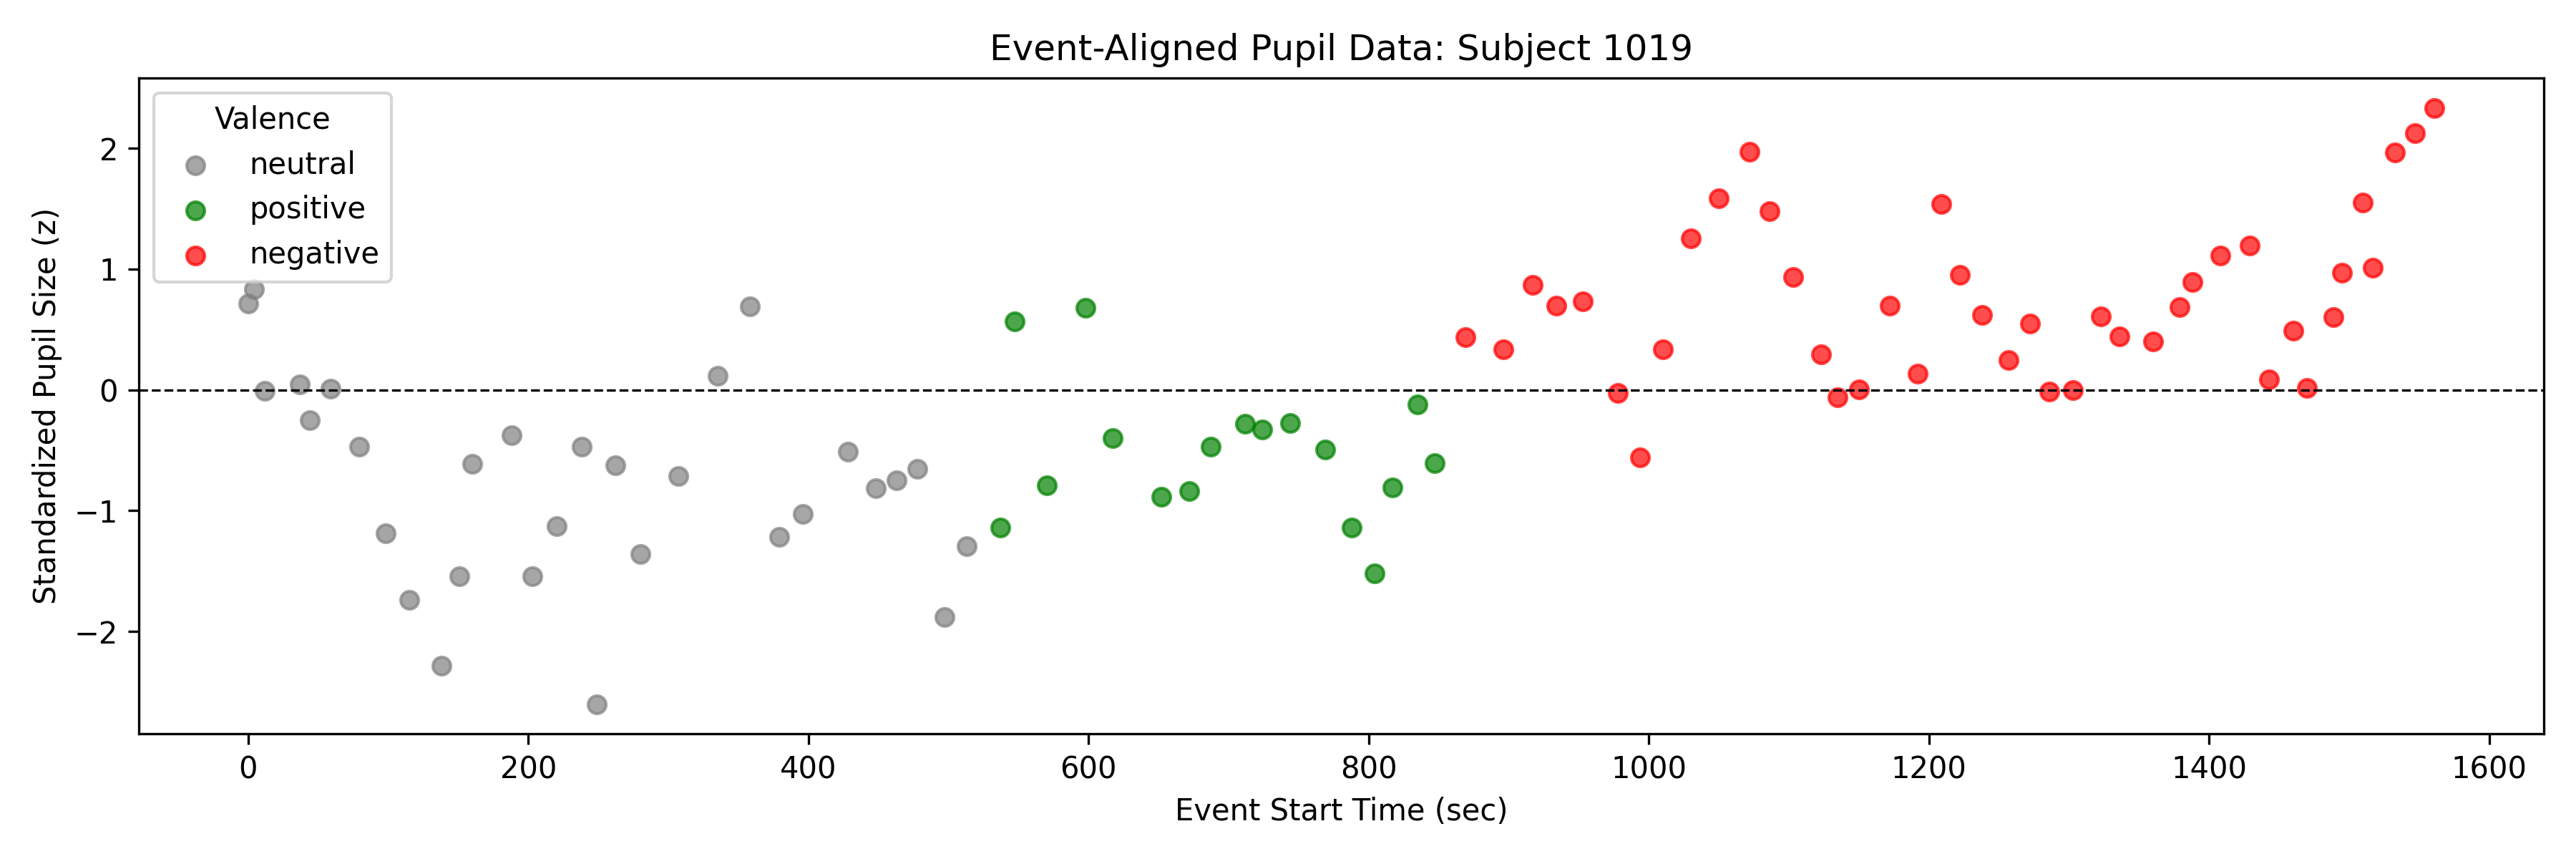 Event-Aligned Pupil Data: Subject 1019
Valence
neutral
positive
negative
Standardized Pupil Size (z)
2
1
0
−1
−2
0 200 400 600 800 1000 1200 1400 1600
Event Start Time (sec)